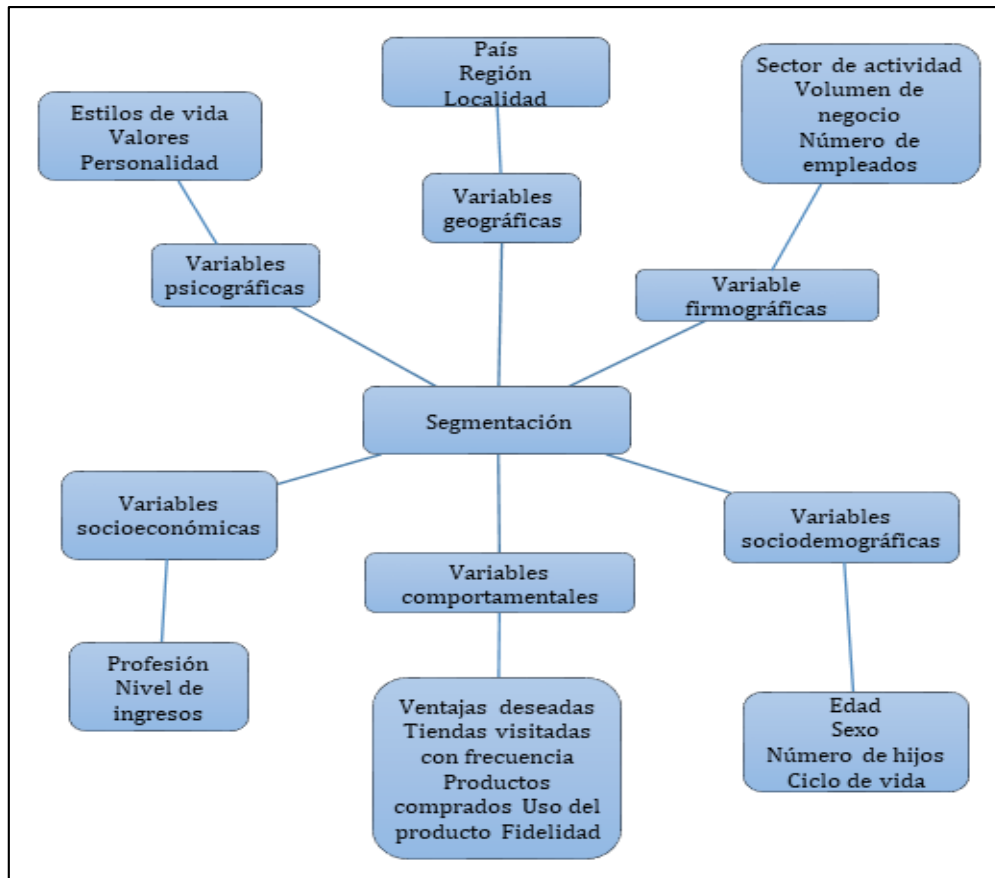 País
Región
Localidad
Sector de actividad
Volumen de
negocio
Número de
empleados
Estilos de vida
Valores
Personalidad
Variables
geográficas
Variables
psicográficas
Variable
firmográficas
Segmentación
Variables
socioeconómicas
Variables
sociodemográficas
Variables
comportamentales
Profesión
Nivel de
ingresos
Ventajas deseadas
Tiendas visitadas
con frecuencia
Productos
comprados Uso del
producto Fidelidad
Edad
Sexo
Número de hijos
Ciclo de vida